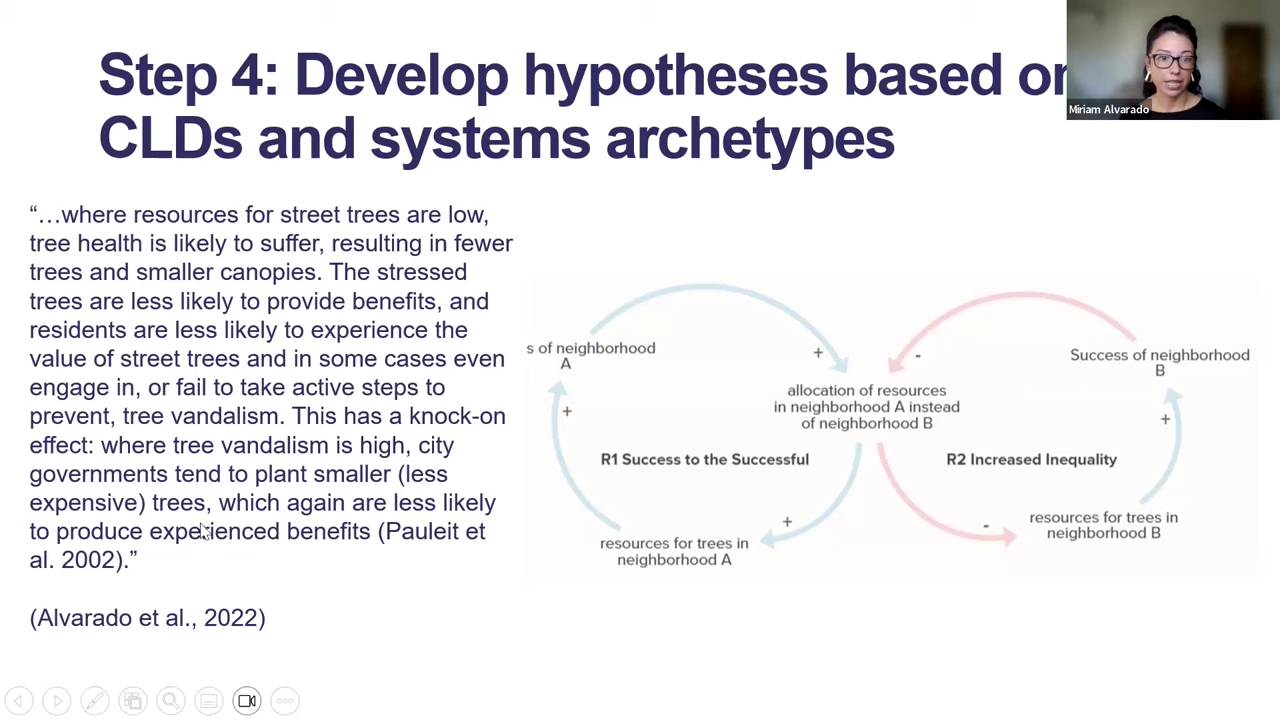 Step 4: Develop hypotheses based on
CLDs and systems archetypes
Miriam Alvarado
“…where resources for street trees are low,
tree health is likely to suffer, resulting in fewer
trees and smaller canopies. The stressed
trees are less likely to provide benefits, and
residents are less likely to experience the
value of street trees and in some cases even
engage in, or fail to take active steps to
prevent, tree vandalism. This has a knock-on
effect: where tree vandalism is high, city
governments tend to plant smaller (less
expensive) trees, which again are less likely
to produce experienced benefits (Pauleit et
al. 2002).”
(Alvarado et al., 2022)
s of neighborhood
A
+
-
Success of neighborhood
B
allocation of resources
in neighborhood A instead
of neighborhood B
+
+
R1 Success to the Successful
R2 Increased Inequality
+
-
resources for trees in
neighborhood A
resources for trees in
neighborhood B